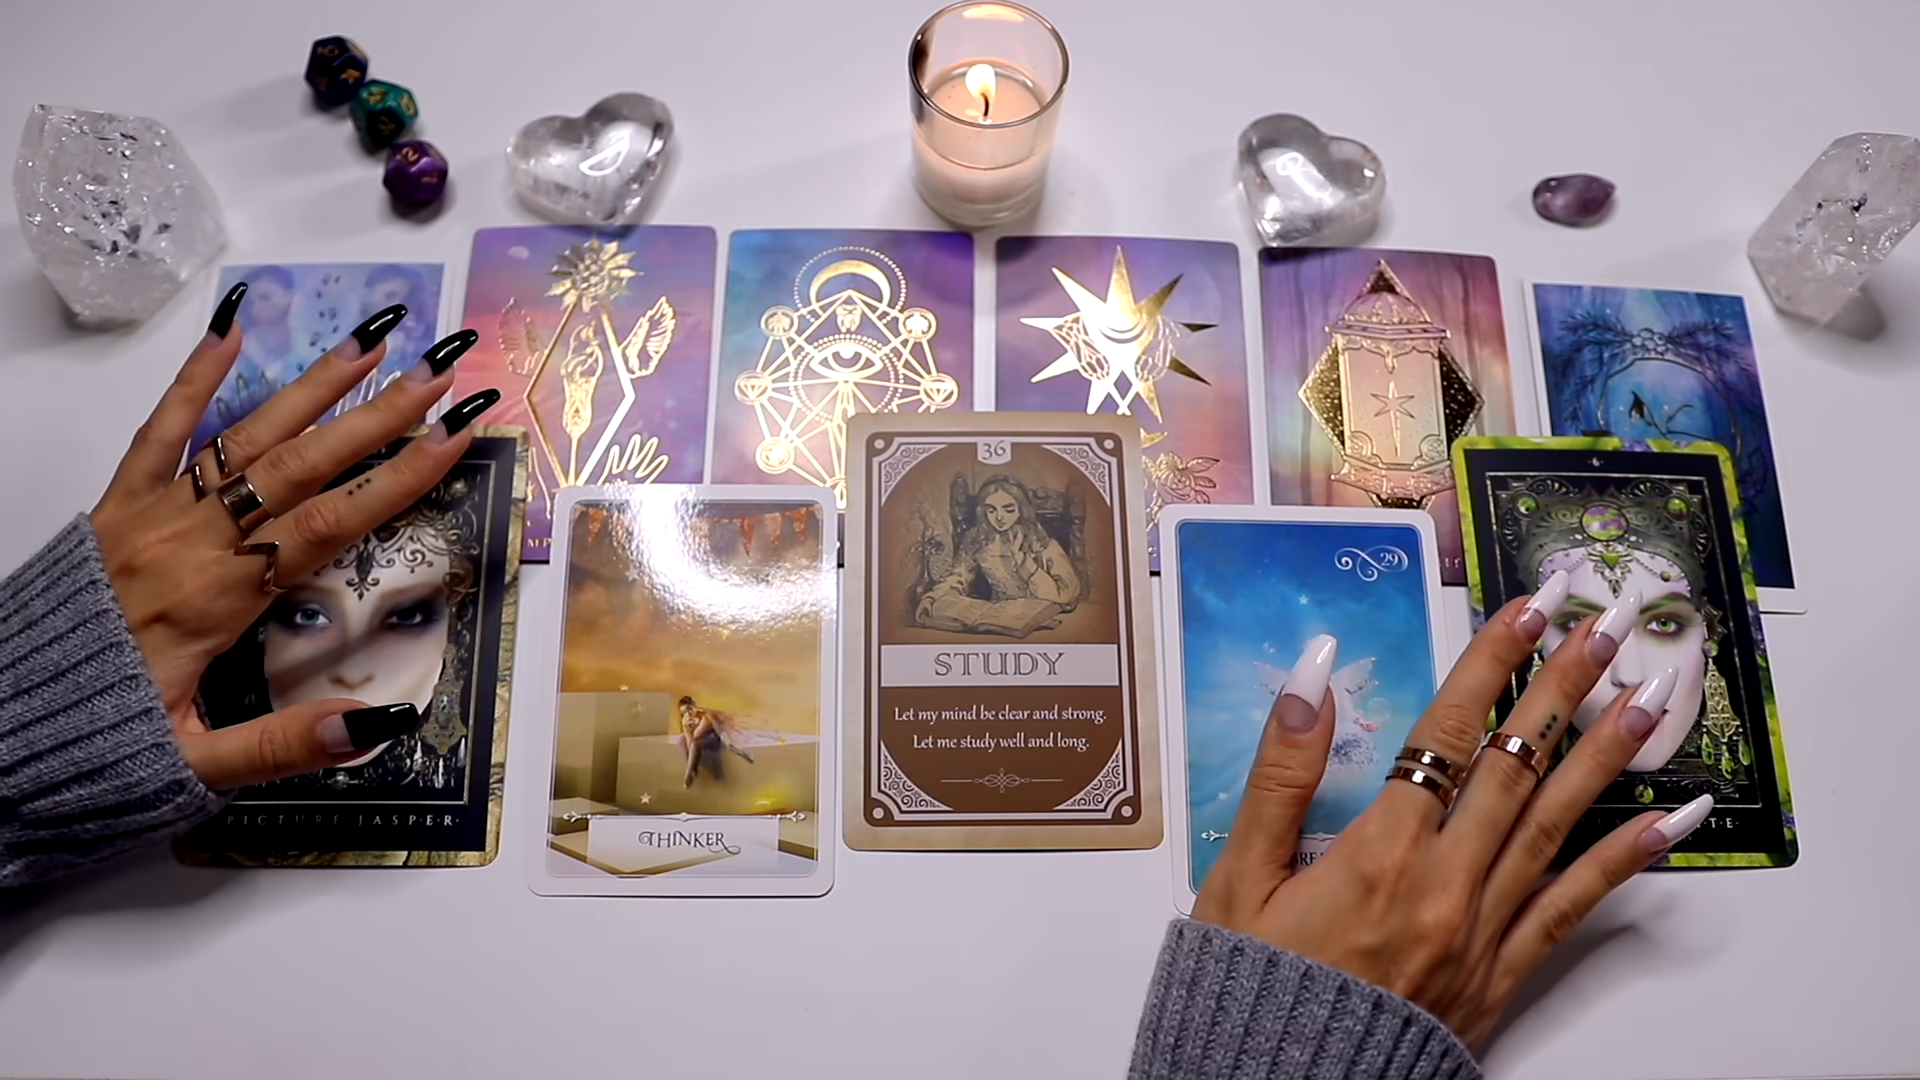 36
STUDY
Let my mind be clear and strong.
Let me study well and long.
29
·6·
THINKER
PICTURE JASPER·